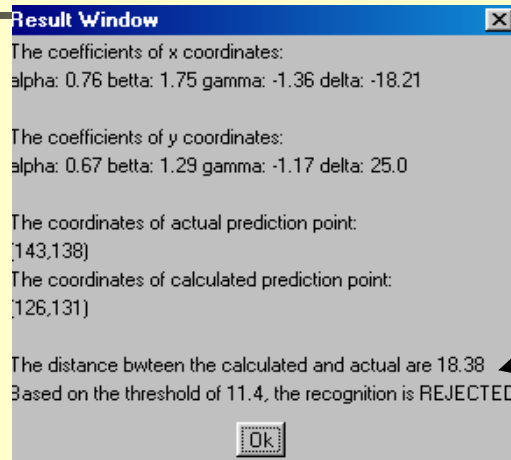 Result Window
The coefficients of x coordinates:
alpha: 0.76 betta: 1.75 gamma: -1.36 delta: -18.21
The coefficients of y coordinates:
alpha: 0.67 betta: 1.29 gamma: -1.17 delta: 25.0
The coordinates of actual prediction point:
(143,138)
The coordinates of calculated prediction point:
(126,131)
The distance bwteen the calculated and actual are 18.38
Based on the threshold of 11.4, the recognition is REJECTED
Ok